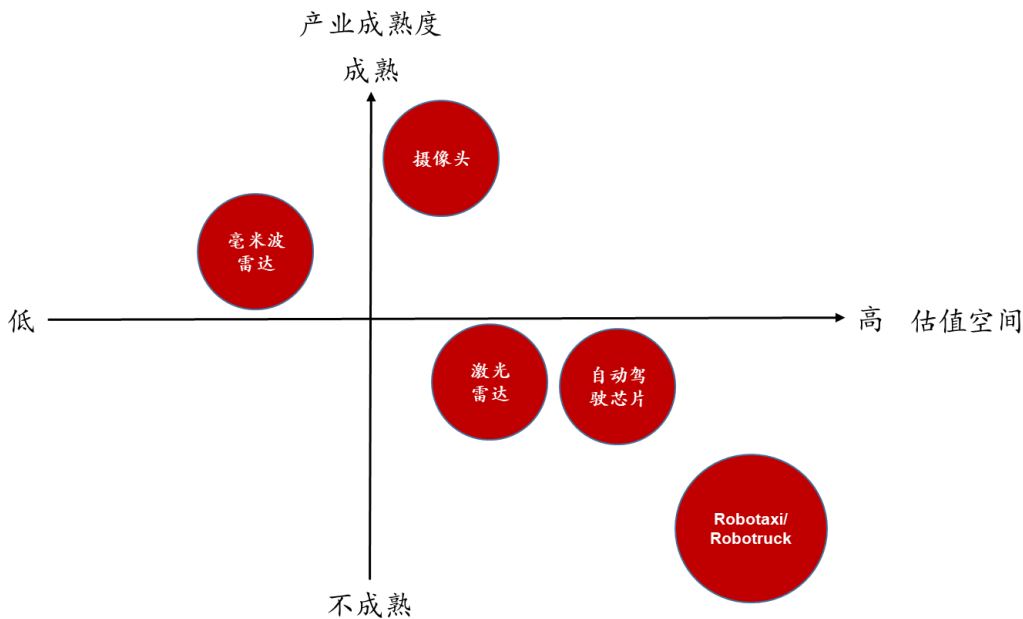 产业成熟度
成熟
摄像头
毫米波
雷达
低
高
估值空间
激光
雷达
自动驾
驶芯片
Robotaxi/
Robotruck
不成熟